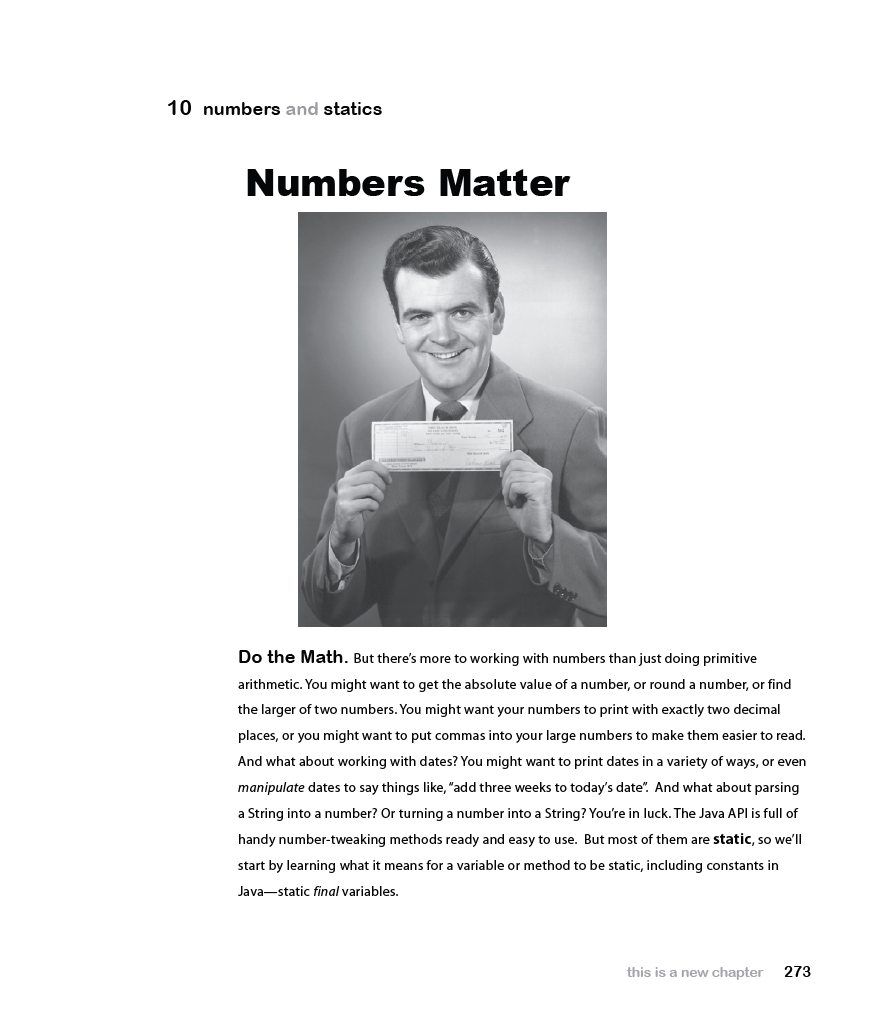 10 numbers and statics
Numbers Matter
Do the Math. But there’s more to working with numbers than just doing primitive
arithmetic. You might want to get the absolute value of a number, or round a number, or find
the larger of two numbers. You might want your numbers to print with exactly two decimal
places, or you might want to put commas into your large numbers to make them easier to read.
And what about working with dates? You might want to print dates in a variety of ways, or even
manipulate dates to say things like, “add three weeks to today’s date”.  And what about parsing
a String into a number? Or turning a number into a String? You’re in luck. The Java API is full of
handy number-tweaking methods ready and easy to use.  But most of them are static, so we’ll
start by learning what it means for a variable or method to be static, including constants in
Java—static final variables.
this is a new chapter 273